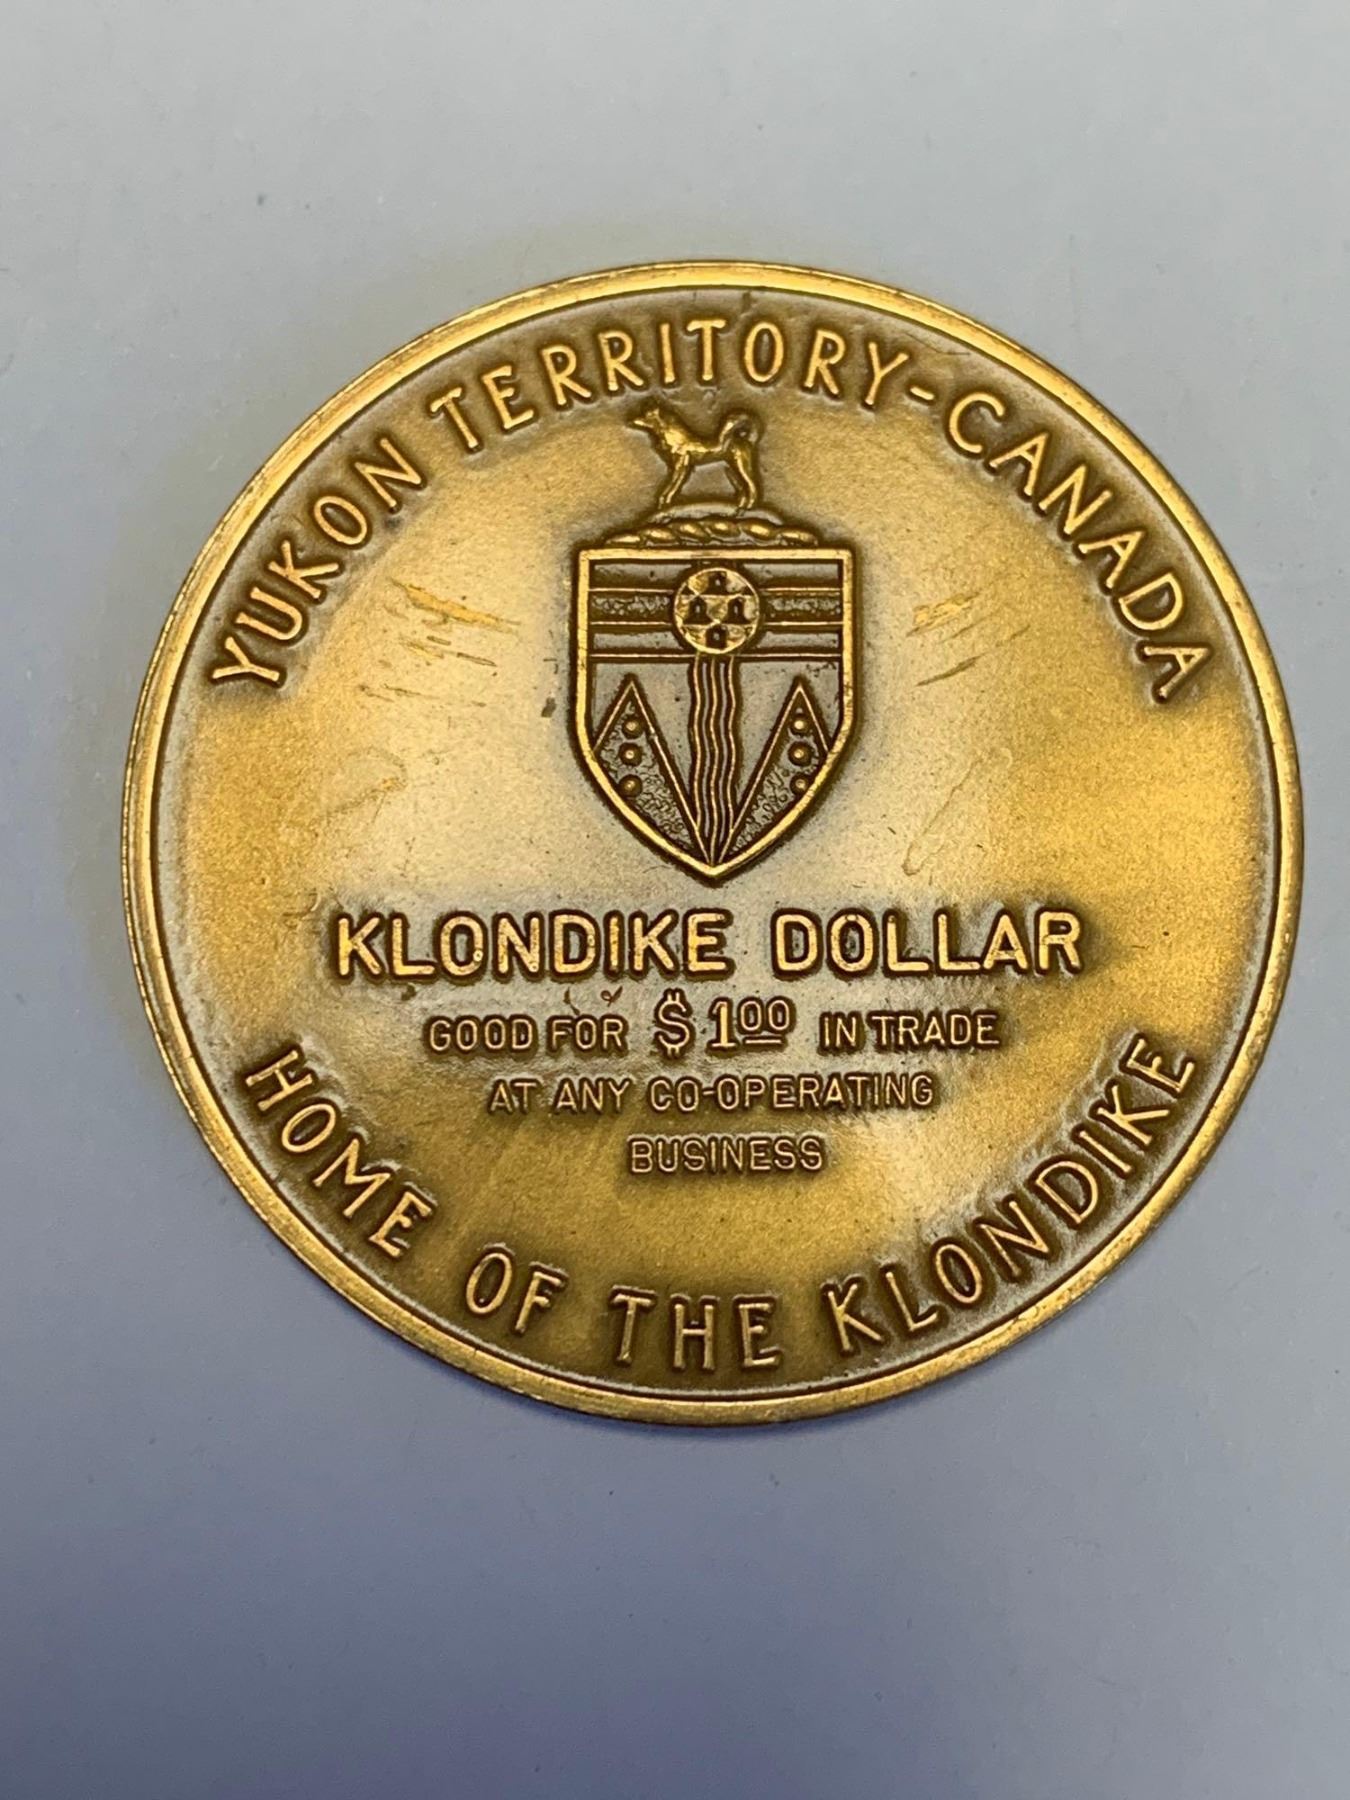 YUKON TERRITORY-CANADA
KLONDIKE DOLLAR
GOOD FOR $1.00 IN TRADE
AT ANY CO-OPERATING
BUSINESS
HOME OF THE KLONDIKE